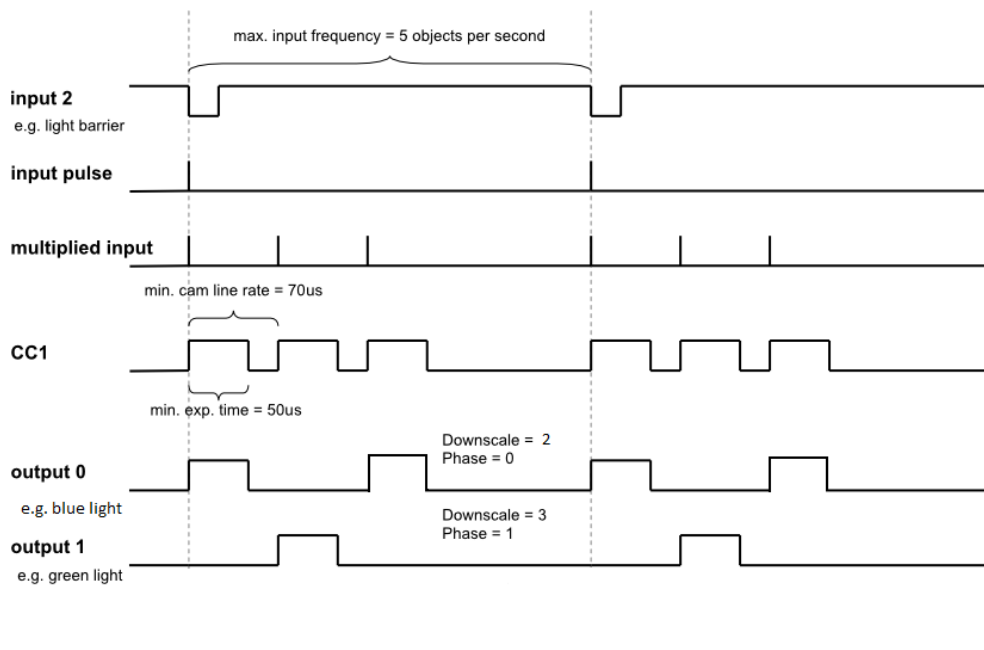 max. input frequency = 5 objects per second
input 2
e.g. light barrier
input pulse
multiplied input
min. cam line rate = 70us
CC1
min. exp. time = 50us
Downscale = 2
Phase = 0
output 0
e.g. blue light
Downscale = 3
Phase = 1
output 1
e.g. green light